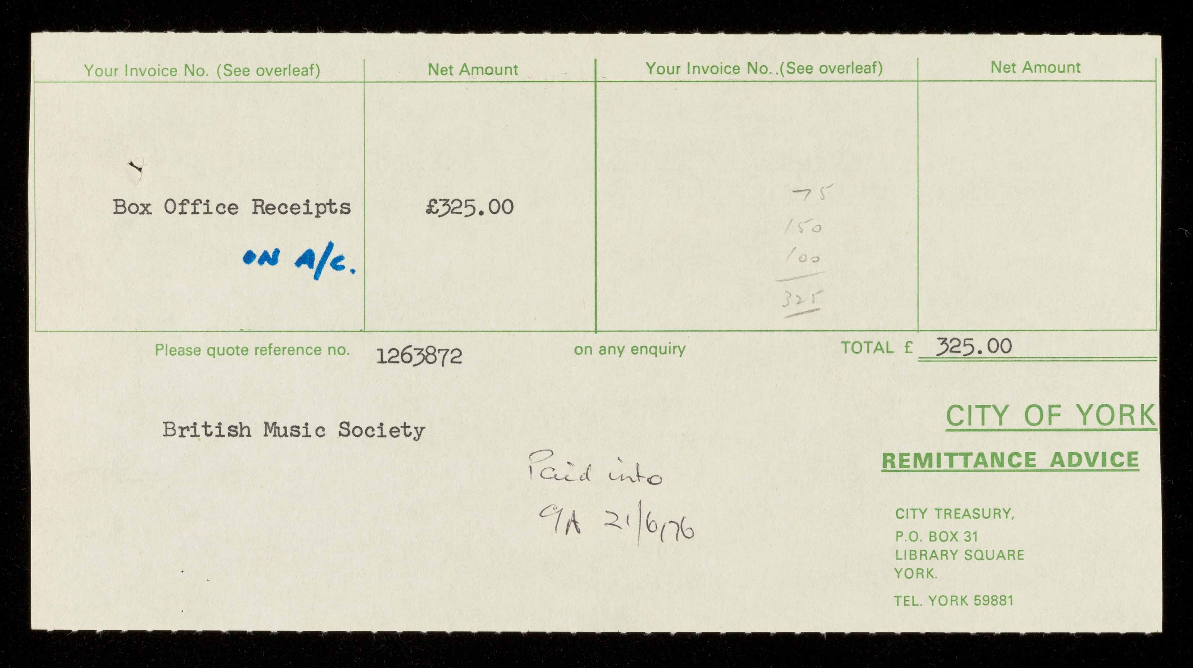 Your Invoice No. (See overleaf) Net Amount Your Invoice No. (See overleaf) Net Amount
75
Box Office Receipts £325.00
150
ON A/C. 100
325
Please quote reference no. 1263872 on any enquiry TOTAL £ 325.00
CITY OF YORK
British Music Society
REMITTANCE ADVICE
Paid into
9A 21/6/76
CITY TREASURY,
P.O. BOX 31
LIBRARY SQUARE
YORK.
TEL. YORK 59881